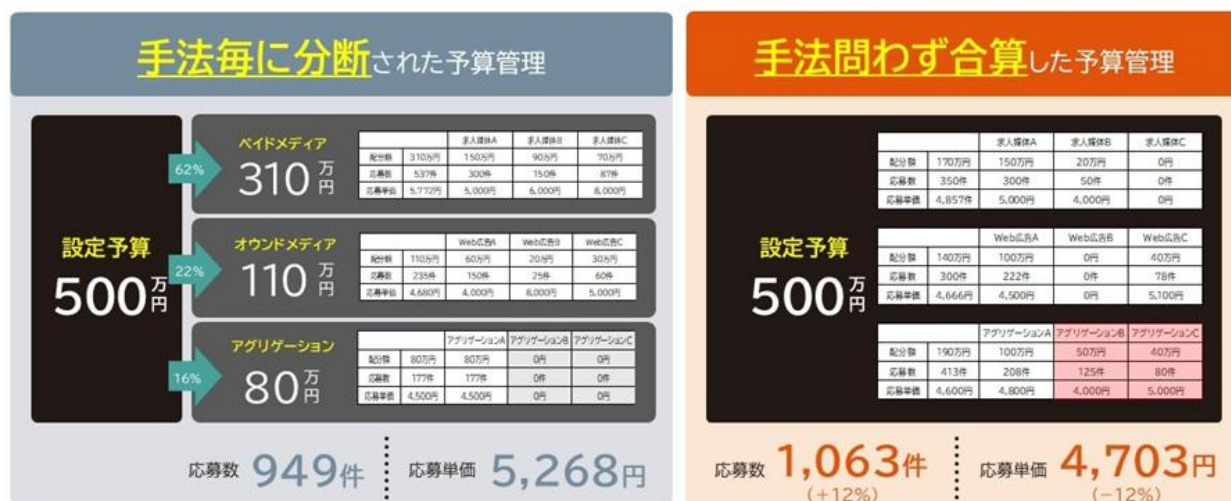 手法毎に分断された予算管理
設定予算
500万円
62%
ペイドメディア
310万円
求人媒体A 求人媒体B 求人媒体C
配分額 310万円 150万円 90万円 70万円
応募数 537件 300件 150件 87件
応募単価 5,772円 5,000円 6,000円 8,000円
22%
オウンドメディア
110万円
Web広告A Web広告B Web広告C
配分額 110万円 60万円 20万円 30万円
応募数 235件 150件 25件 60件
応募単価 4,680円 4,000円 8,000円 5,000円
16%
アグリゲーション
80万円
アグリゲーションA アグリゲーションB アグリゲーションC
配分額 80万円 80万円 0円 0円
応募数 177件 177件 0件 0件
応募単価 4,500円 4,500円 0円 0円
応募数 949件 応募単価 5,268円
手法問わず合算した予算管理
設定予算
500万円
求人媒体A 求人媒体B 求人媒体C
配分額 170万円 150万円 20万円 0円
応募数 350件 300件 50件 0件
応募単価 4,857件 5,000円 4,000円 0円
Web広告A Web広告B Web広告C
配分額 140万円 100万円 0円 40万円
応募数 300件 222件 0件 78件
応募単価 4,666円 4,500円 0円 5,100円
アグリゲーションA アグリゲーションB アグリゲーションC
配分額 190万円 100万円 50万円 40万円
応募数 413件 208件 125件 80件
応募単価 4,600円 4,800円 4,000円 5,000円
応募数 1,063件 応募単価 4,703円
(+12%) (−12%)